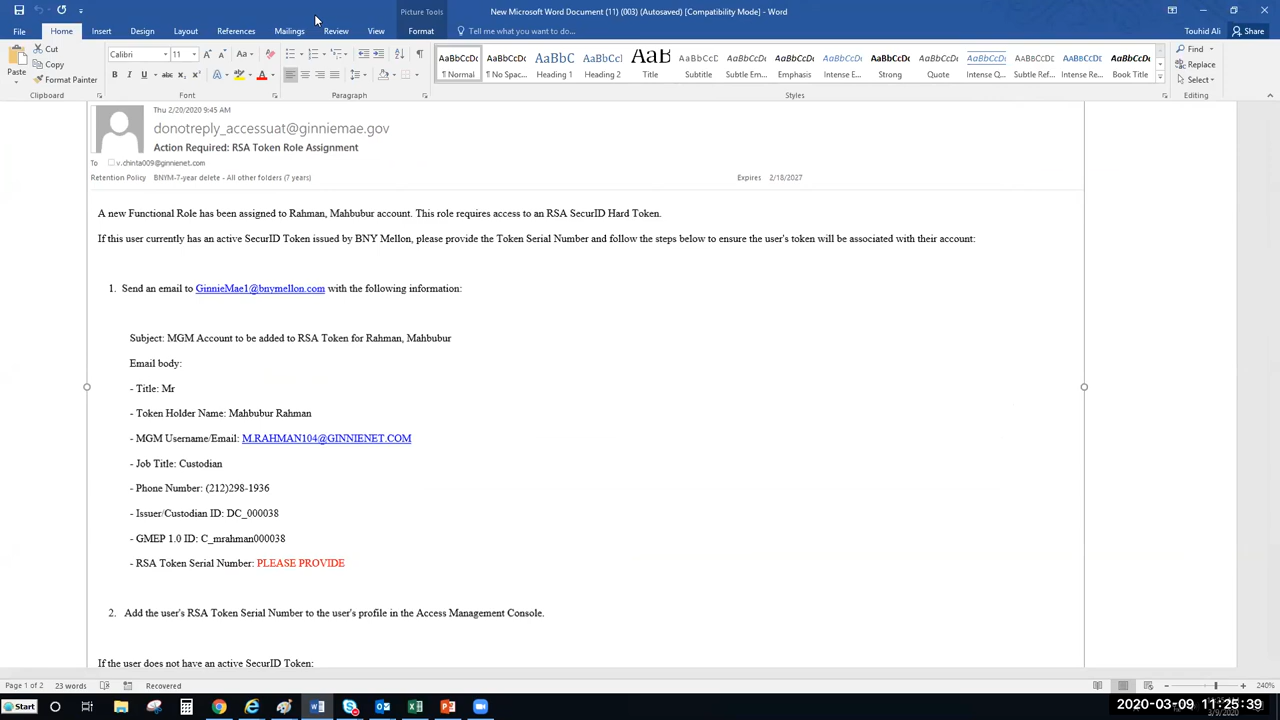 Picture Tools
New Microsoft Word Document (11) (003) (Autosaved) [Compatibility Mode] - Word
Touhid Ali
Share
File Home Insert Design Layout References Mailings Review View Format Tell me what you want to do...
Paste
Cut
Copy
Format Painter
Calibri 11
Clipboard
Font
Paragraph
AaBbCcDc AaBbCcDc AaBbC AaBbCcI AaB AaBbCcD AaBbCcDc AaBbCcDc AaBbCcDc AaBbCcDc AaBbCcDc AaBbCcDc AaBbCcDc AaBbCcDc AaBbCcDc
¶ Normal ¶ No Spac... Heading 1 Heading 2 Title Subtitle Subtle Em... Emphasis Intense E... Strong Quote Intense Q... Subtle Ref... Intense Re... Book Title
Styles
Find
Replace
Select
Editing
Thu 2/20/2020 9:45 AM
donotreply_accessuat@ginniemae.gov
Action Required: RSA Token Role Assignment
To v.chinta009@ginnienet.com
Retention Policy BNYM-7-year delete - All other folders (7 years)
Expires 2/18/2027
A new Functional Role has been assigned to Rahman, Mahbubur account. This role requires access to an RSA SecurID Hard Token.
If this user currently has an active SecurID Token issued by BNY Mellon, please provide the Token Serial Number and follow the steps below to ensure the user's token will be associated with their account:
1. Send an email to GinnieMae1@bnymellon.com with the following information:
Subject: MGM Account to be added to RSA Token for Rahman, Mahbubur
Email body:
- Title: Mr
- Token Holder Name: Mahbubur Rahman
- MGM Username/Email: M.RAHMAN104@GINNIENET.COM
- Job Title: Custodian
- Phone Number: (212)298-1936
- Issuer/Custodian ID: DC_000038
- GMEP 1.0 ID: C_mrahman000038
- RSA Token Serial Number: PLEASE PROVIDE
2. Add the user's RSA Token Serial Number to the user's profile in the Access Management Console.
If the user does not have an active SecurID Token:
Page 1 of 2 23 words Recovered
240%
Start
2020-03-09 11:25:39
3/9/2020